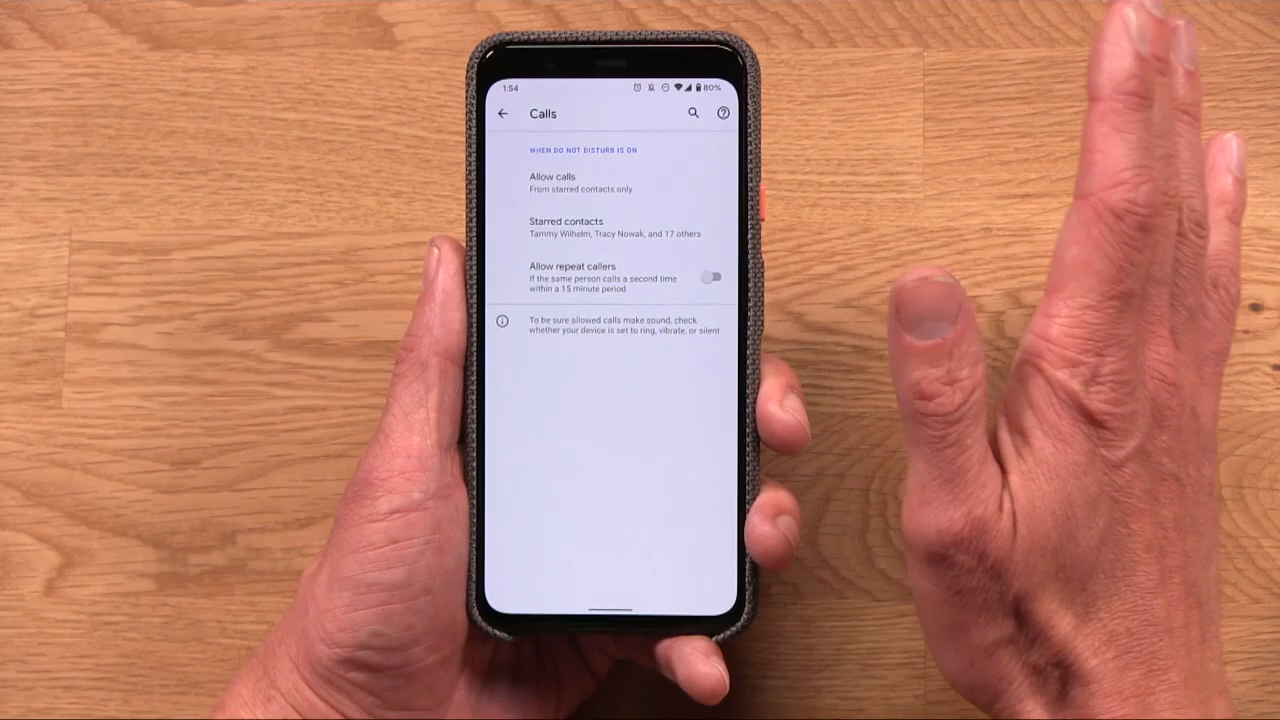 1:54 80%
Calls
WHEN DO NOT DISTURB IS ON
Allow calls
From starred contacts only
Starred contacts
Tammy Wilhelm, Tracy Nowak, and 17 others
Allow repeat callers
If the same person calls a second time
within a 15 minute period
To be sure allowed calls make sound, check
whether your device is set to ring, vibrate, or silent.